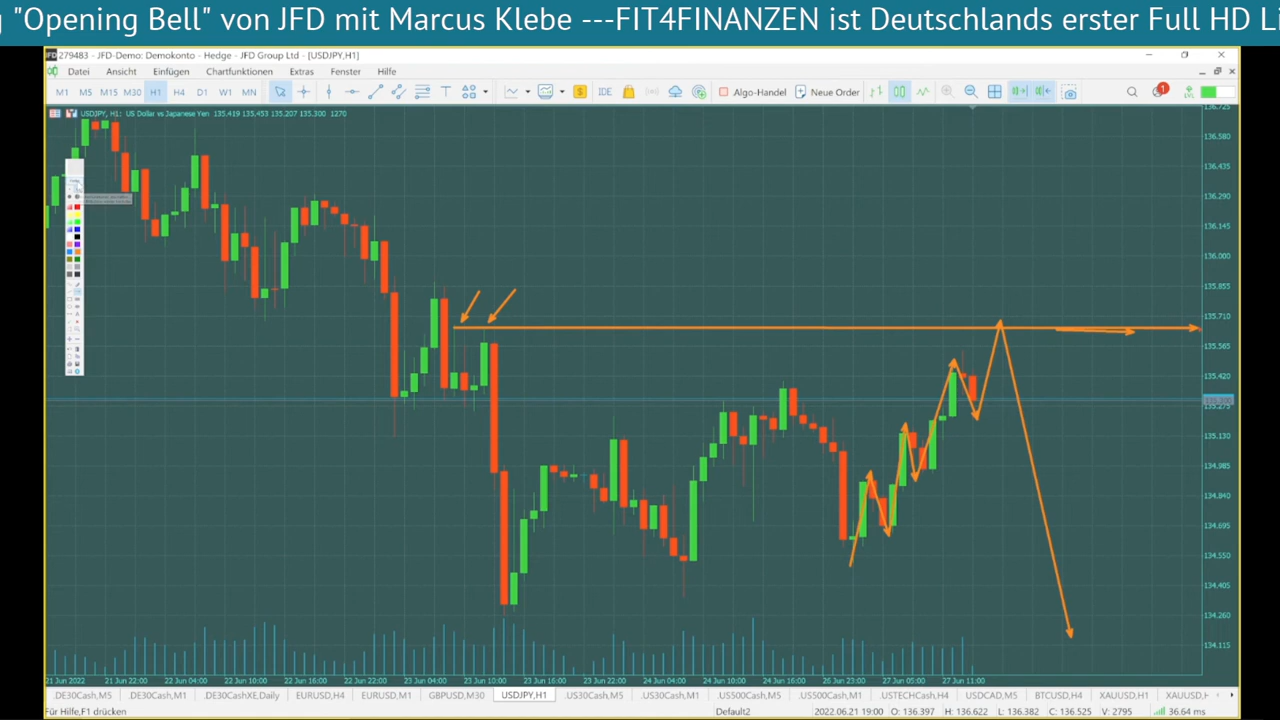 g "Opening Bell" von JFD mit Marcus Klebe ---FIT4FINANZEN ist Deutschlands erster Full HD Li
279483 - JFD-Demo: Demokonto - Hedge - JFD Group Ltd - [USDJPY,H1]
Datei Ansicht Einfügen Chartfunktionen Extras Fenster Hilfe
M1 M5 M15 M30 H1 H4 D1 W1 MN T $ IDE Algo-Handel Neue Order 1
USDJPY, H1: US Dollar vs Japanese Yen 135.419 135.453 135.207 135.300 1270
136.725
136.580
136.435
136.290
136.145
136.000
135.855
135.710
135.565
135.420
135.275
135.130
134.985
134.840
134.695
134.550
134.405
134.260
134.115
21 Jun 2022 21 Jun 22:00 22 Jun 04:00 22 Jun 10:00 22 Jun 16:00 22 Jun 22:00 23 Jun 04:00 23 Jun 10:00 23 Jun 16:00 23 Jun 22:00 24 Jun 04:00 24 Jun 10:00 24 Jun 16:00 26 Jun 23:00 27 Jun 05:00 27 Jun 11:00
.DE30Cash,M5 .DE30Cash,M1 .DE30CashXE,Daily EURUSD,H4 EURUSD,M1 GBPUSD,M30 USDJPY,H1 .US30Cash,M5 .US30Cash,M1 .US500Cash,M5 .US500Cash,M1 .USTECHCash,H4 USDCAD,M5 BTCUSD,H4 XAUUSD,H1 XAUUSD,H
Für Hilfe,F1 drücken Default2 2022.06.21 19:00 O: 136.397 H: 136.622 L: 136.382 C: 136.525 V: 2795 36.64 ms